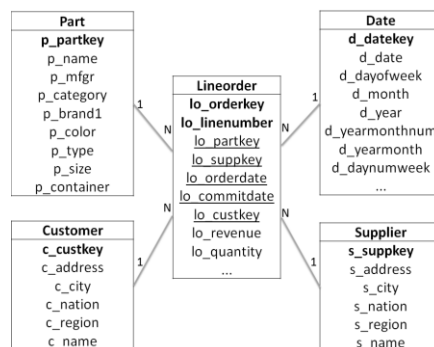 Part
p_partkey
p_name
p_mfgr
p_category
p_brand1
p_color
p_type
p_size
p_container
1
N
Lineorder
lo_orderkey
lo_linenumber
lo_partkey
lo_suppkey
lo_orderdate
lo_commitdate
lo_custkey
lo_revenue
lo_quantity
...
Date
d_datekey
d_date
d_dayofweek
d_month
d_year
d_yearmonthnum
d_yearmonth
d_daynumweek
...
1
N
Customer
c_custkey
c_address
c_city
c_nation
c_region
c_name
1
N
Supplier
s_suppkey
s_address
s_city
s_nation
s_region
s_name
1
N